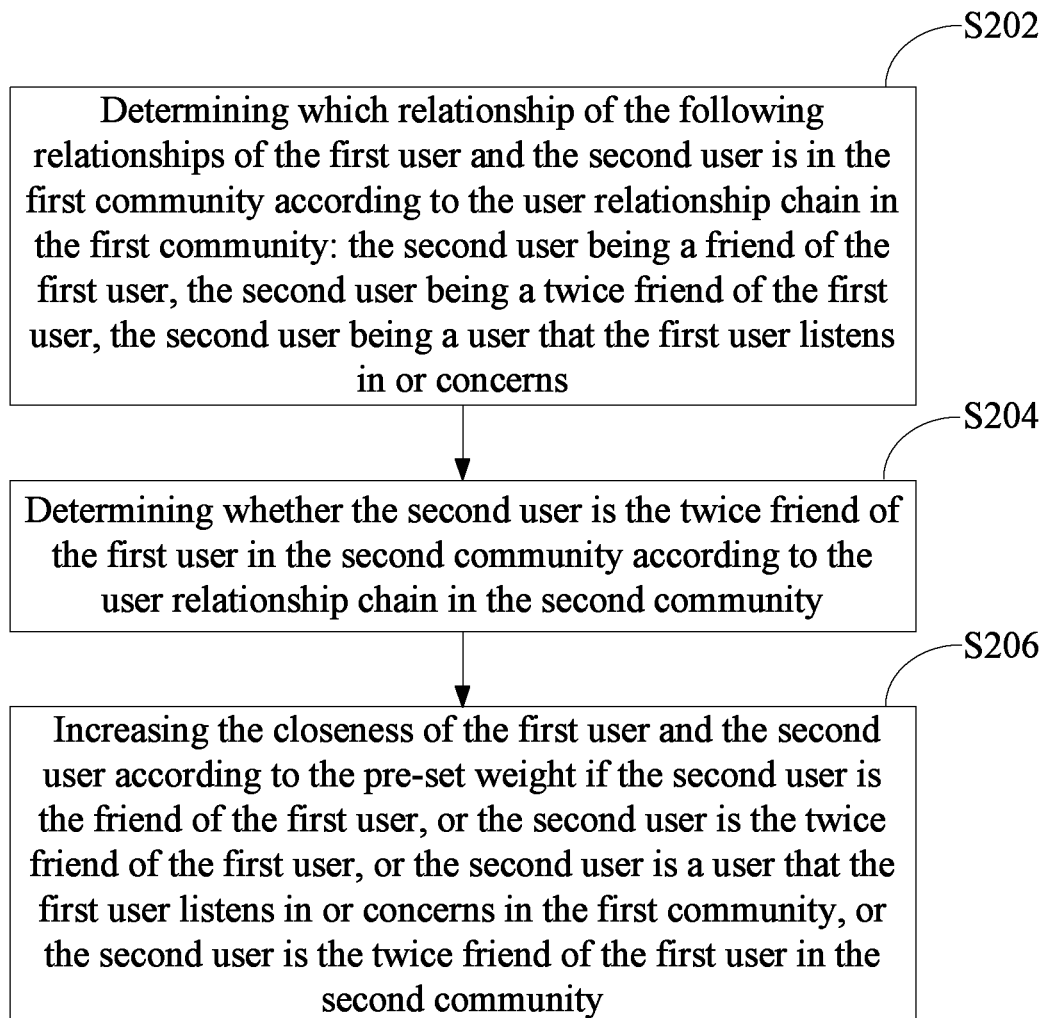 S202
Determining which relationship of the following
relationships of the first user and the second user is in the
first community according to the user relationship chain in
the first community: the second user being a friend of the
first user, the second user being a twice friend of the first
user, the second user being a user that the first user listens
in or concerns
S204
Determining whether the second user is the twice friend of
the first user in the second community according to the
user relationship chain in the second community
S206
Increasing the closeness of the first user and the second
user according to the pre-set weight if the second user is
the friend of the first user, or the second user is the twice
friend of the first user, or the second user is a user that the
first user listens in or concerns in the first community, or
the second user is the twice friend of the first user in the
second community